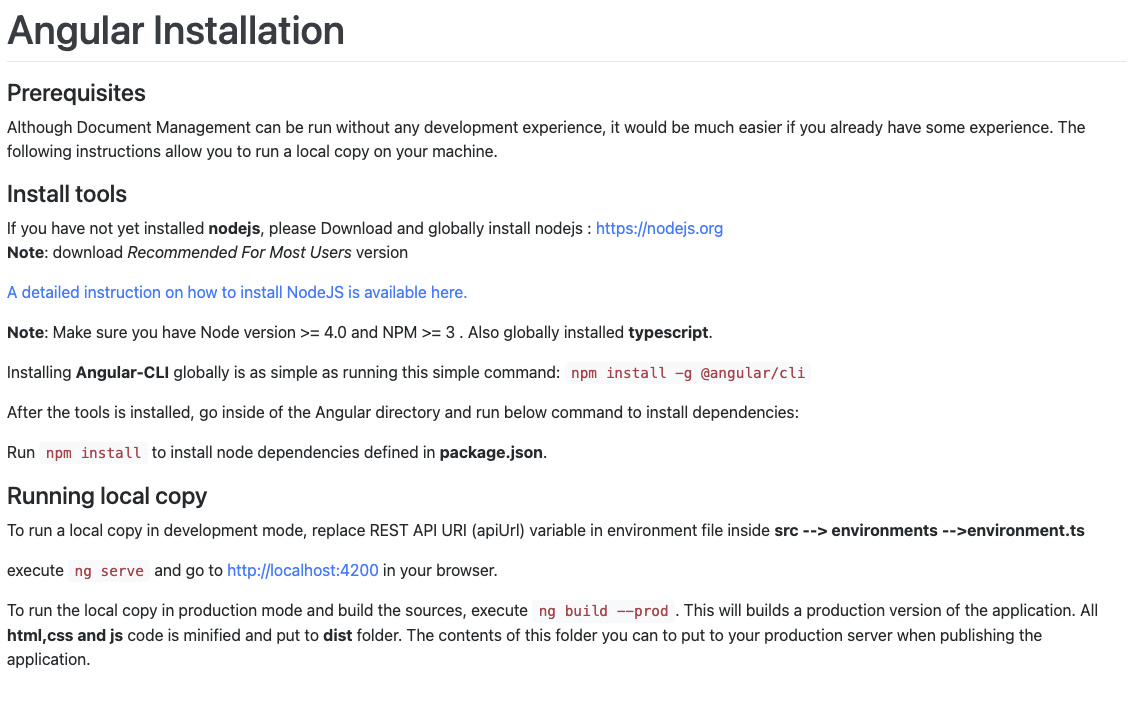 Angular Installation
Prerequisites
Although Document Management can be run without any development experience, it would be much easier if you already have some experience. The
following instructions allow you to run a local copy on your machine.
Install tools
If you have not yet installed nodejs, please Download and globally install nodejs : https://nodejs.org
Note: download Recommended For Most Users version
A detailed instruction on how to install NodeJS is available here.
Note: Make sure you have Node version >= 4.0 and NPM >= 3 . Also globally installed typescript.
Installing Angular-CLI globally is as simple as running this simple command: npm install -g @angular/cli
After the tools is installed, go inside of the Angular directory and run below command to install dependencies:
Run npm install to install node dependencies defined in package.json.
Running local copy
To run a local copy in development mode, replace REST API URI (apiUrl) variable in environment file inside src --> environments -->environment.ts
execute ng serve and go to http://localhost:4200 in your browser.
To run the local copy in production mode and build the sources, execute ng build --prod . This will builds a production version of the application. All
html,css and js code is minified and put to dist folder. The contents of this folder you can to put to your production server when publishing the
application.